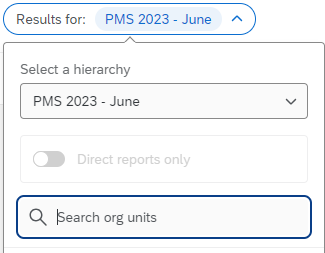 Results for: PMS 2023 - June
Select a hierarchy
PMS 2023 - June
Direct reports only
Search org units